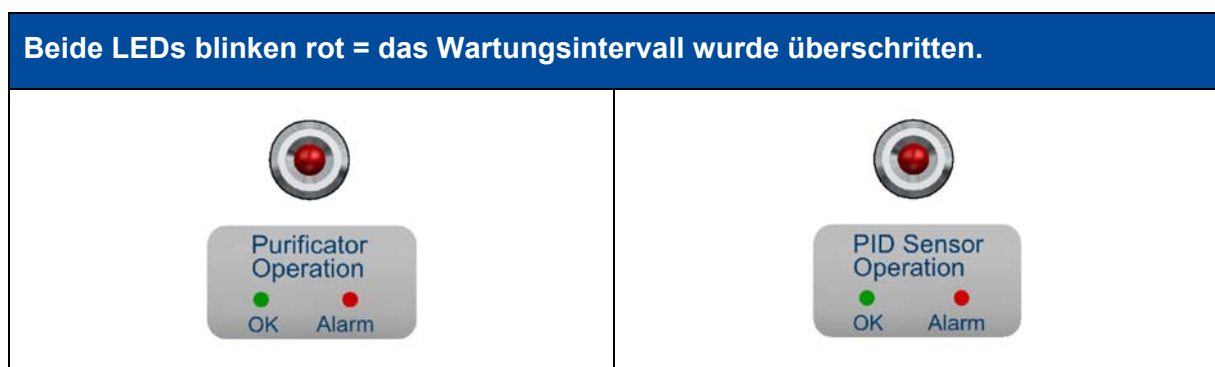 Beide LEDs blinken rot = das Wartungsintervall wurde überschritten.
Purificator
Operation
OK Alarm
PID Sensor
Operation
OK Alarm